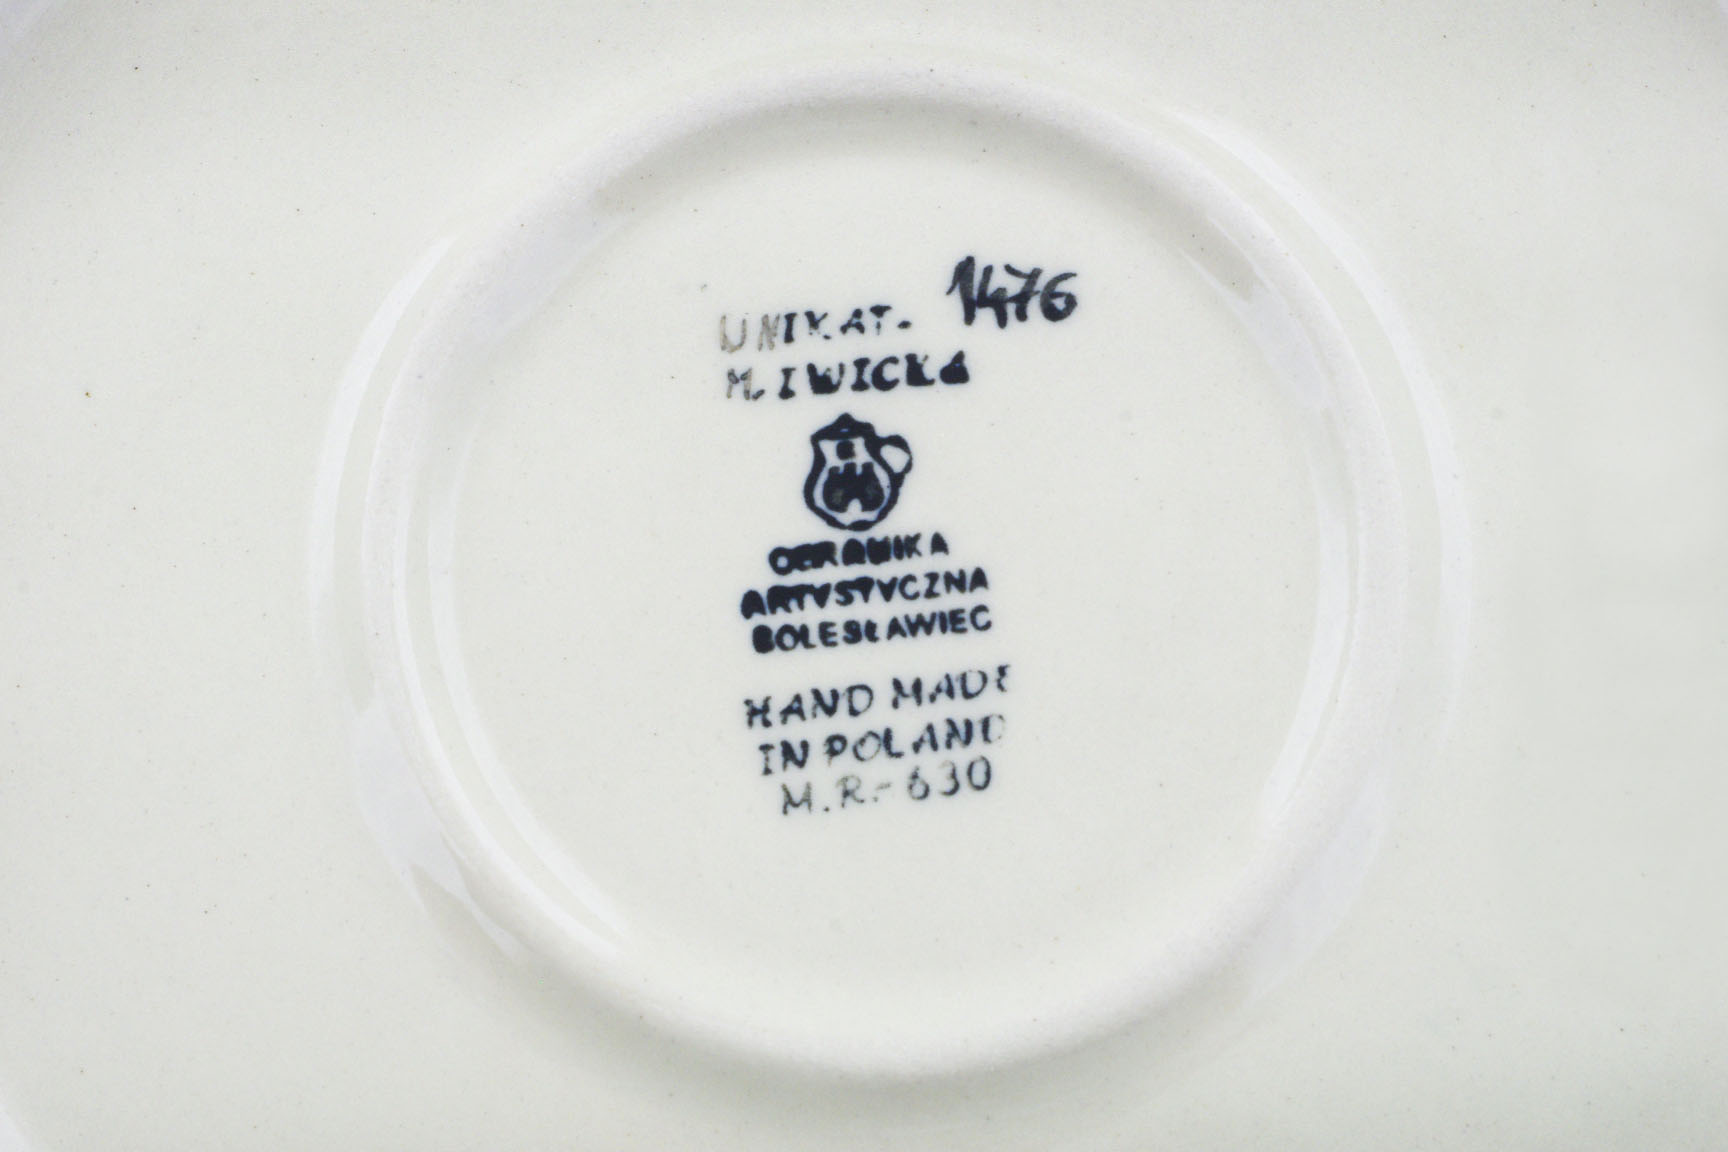 UNIKAT. 1476
M. IWICKA
CERAMIKA
ARTYSTYCZNA
BOLESŁAWIEC
HAND MADE
IN POLAND
M.R.-630